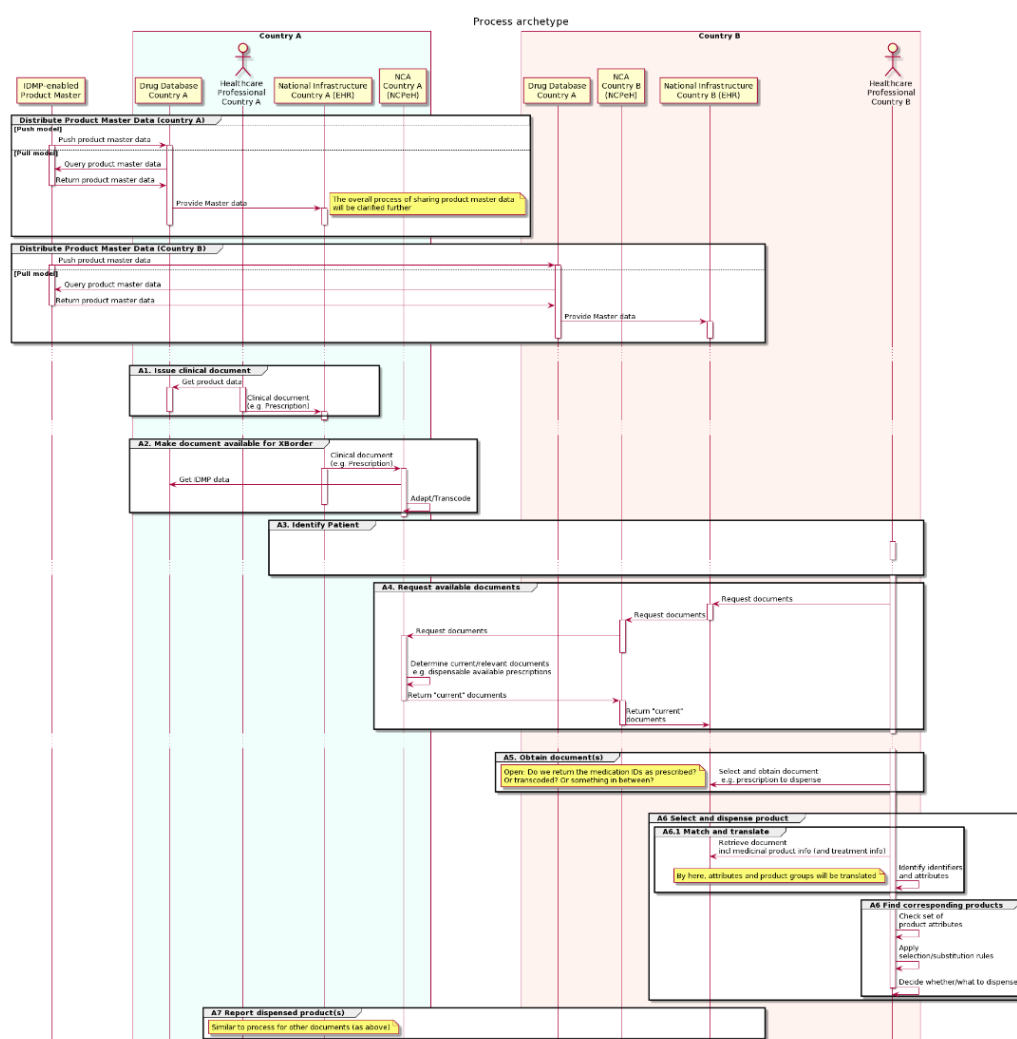 Process archetype
Country A
Country B
IDMP-enabled
Product Master
Drug Database
Country A
Healthcare
Professional
Country A
National Infrastructure
Country A (EHR)
NCA
Country A
(NCPeH)
Drug Database
Country A
NCA
Country B
(NCPeH)
National Infrastructure
Country B (EHR)
Healthcare
Professional
Country B
Distribute Product Master Data (country A)
[Push model]
Push product master data
[Pull model]
Query product master data
Return product master data
Provide Master data
The overall process of sharing product master data
will be clarified further
Distribute Product Master Data (Country B)
Push product master data
[Pull model]
Query product master data
Return product master data
Provide Master data
A1. Issue clinical document
Get product data
Clinical document
(e.g. Prescription)
A2. Make document available for XBorder
Clinical document
(e.g. Prescription)
Get IDMP data
Adapt/Transcode
A3. Identify Patient
A4. Request available documents
Request documents
Request documents
Request documents
Determine current/relevant documents
e.g. dispensable available prescriptions
Return "current" documents
Return "current"
documents
A5. Obtain document(s)
Open: Do we return the medication IDs as prescribed?
Or transcoded? Or something in between?
Select and obtain document
e.g. prescription to dispense
A6 Select and dispense product
A6.1 Match and translate
Retrieve document
incl medicinal product info (and treatment info)
By here, attributes and product groups will be translated
Identify identifiers
and attributes
A6 Find corresponding products
Check set of
product attributes
Apply
selection/substitution rules
Decide whether/what to dispense
A7 Report dispensed product(s)
Similar to process for other documents (as above)